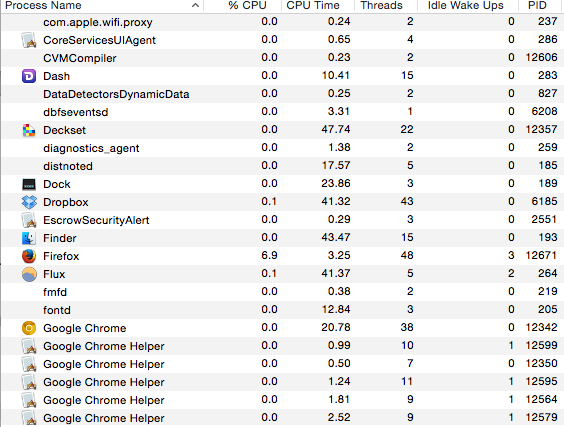 Process Name % CPU CPU Time Threads Idle Wake Ups PID
com.apple.wifi.proxy 0.0 0.24 2 0 237
CoreServicesUIAgent 0.0 0.65 4 0 286
CVMCompiler 0.0 0.23 2 0 12606
Dash 0.0 10.41 15 0 283
DataDetectorsDynamicData 0.0 0.25 2 0 827
dbfseventsd 0.0 3.31 1 0 6208
Deckset 0.0 47.74 22 0 12357
diagnostics_agent 0.0 1.38 2 0 259
distnoted 0.0 17.57 5 0 185
Dock 0.0 23.86 3 0 189
Dropbox 0.1 41.32 43 0 6185
EscrowSecurityAlert 0.0 0.29 3 0 2551
Finder 0.0 43.47 15 0 193
Firefox 6.9 3.25 48 3 12671
Flux 0.1 41.37 5 2 264
fmfd 0.0 0.38 2 0 219
fontd 0.0 12.84 3 0 205
Google Chrome 0.0 20.78 38 0 12342
Google Chrome Helper 0.0 0.99 10 1 12599
Google Chrome Helper 0.0 0.50 7 0 12350
Google Chrome Helper 0.0 1.24 11 1 12595
Google Chrome Helper 0.0 1.81 9 1 12564
Google Chrome Helper 0.0 2.52 9 1 12579